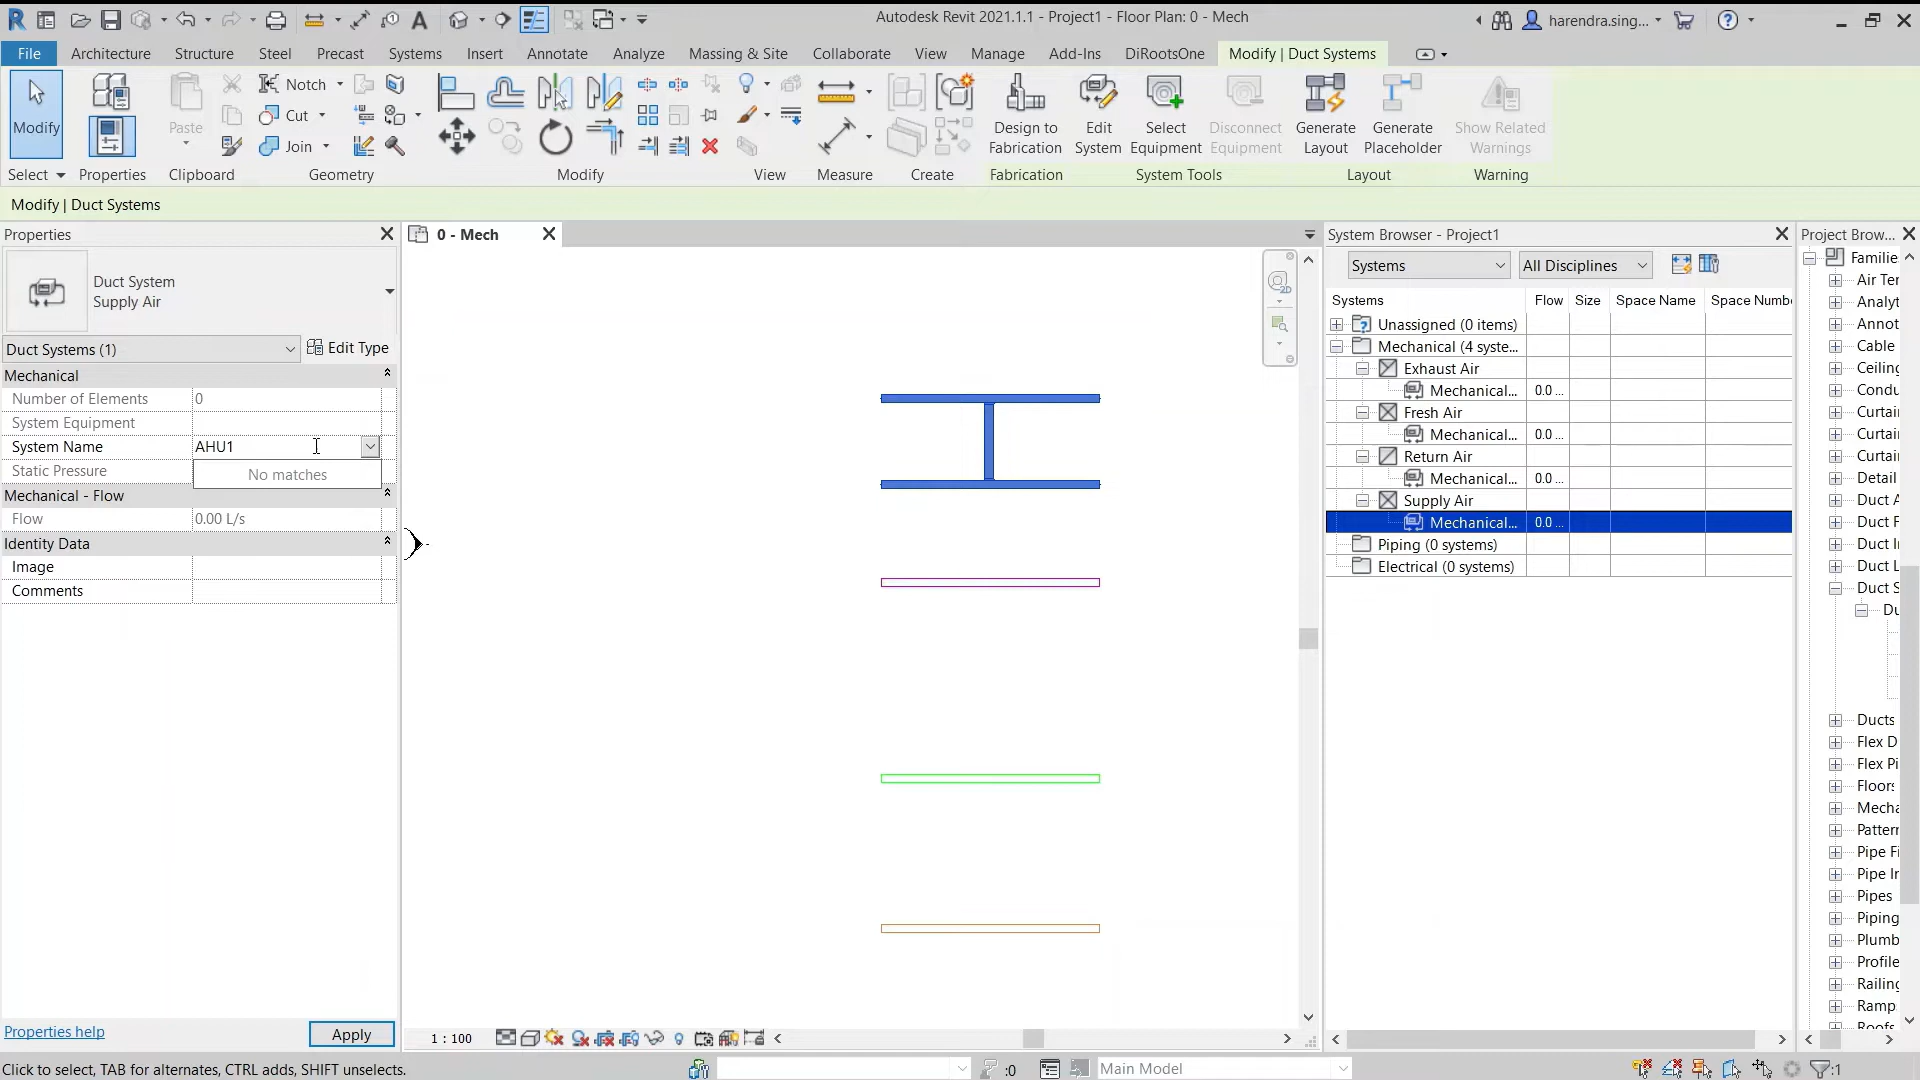 Autodesk Revit 2021.1.1 - Project1 - Floor Plan: 0 - Mech
harendra.sing...
File Architecture Structure Steel Precast Systems Insert Annotate Analyze Massing & Site Collaborate View Manage Add-Ins DiRootsOne Modify | Duct Systems
Modify
Paste
Notch
Cut
Join
Design to Fabrication
Edit System
Select Equipment
Disconnect Equipment
Generate Layout
Generate Placeholder
Show Related Warnings
Select Properties Clipboard Geometry Modify View Measure Create Fabrication System Tools Layout Warning
Modify | Duct Systems
Properties
Duct System
Supply Air
Duct Systems (1)
Edit Type
Mechanical
Number of Elements 0
System Equipment
System Name AHU1
Static Pressure
No matches
Mechanical - Flow
Flow 0.00 L/s
Identity Data
Image
Comments
Properties help
Apply
0 - Mech
2D
1 : 100
System Browser - Project1
Systems
All Disciplines
Systems Flow Size Space Name Space Numb
Unassigned (0 items)
Mechanical (4 syste...
Exhaust Air
Mechanical... 0.0 ...
Fresh Air
Mechanical... 0.0 ...
Return Air
Mechanical... 0.0 ...
Supply Air
Mechanical... 0.0 ...
Piping (0 systems)
Electrical (0 systems)
Project Brow...
Familie
Air Ter
Analyt
Annot
Cable
Ceiling
Condu
Curtai
Curtai
Curtai
Detail
Duct A
Duct F
Duct In
Duct L
Duct S
Du
Ducts
Flex D
Flex Pi
Floors
Mecha
Patterr
Pipe Fi
Pipe Ir
Pipes
Piping
Plumb
Profile
Railing
Ramp
Roofs
Click to select, TAB for alternates, CTRL adds, SHIFT unselects.
:0
Main Model
:1